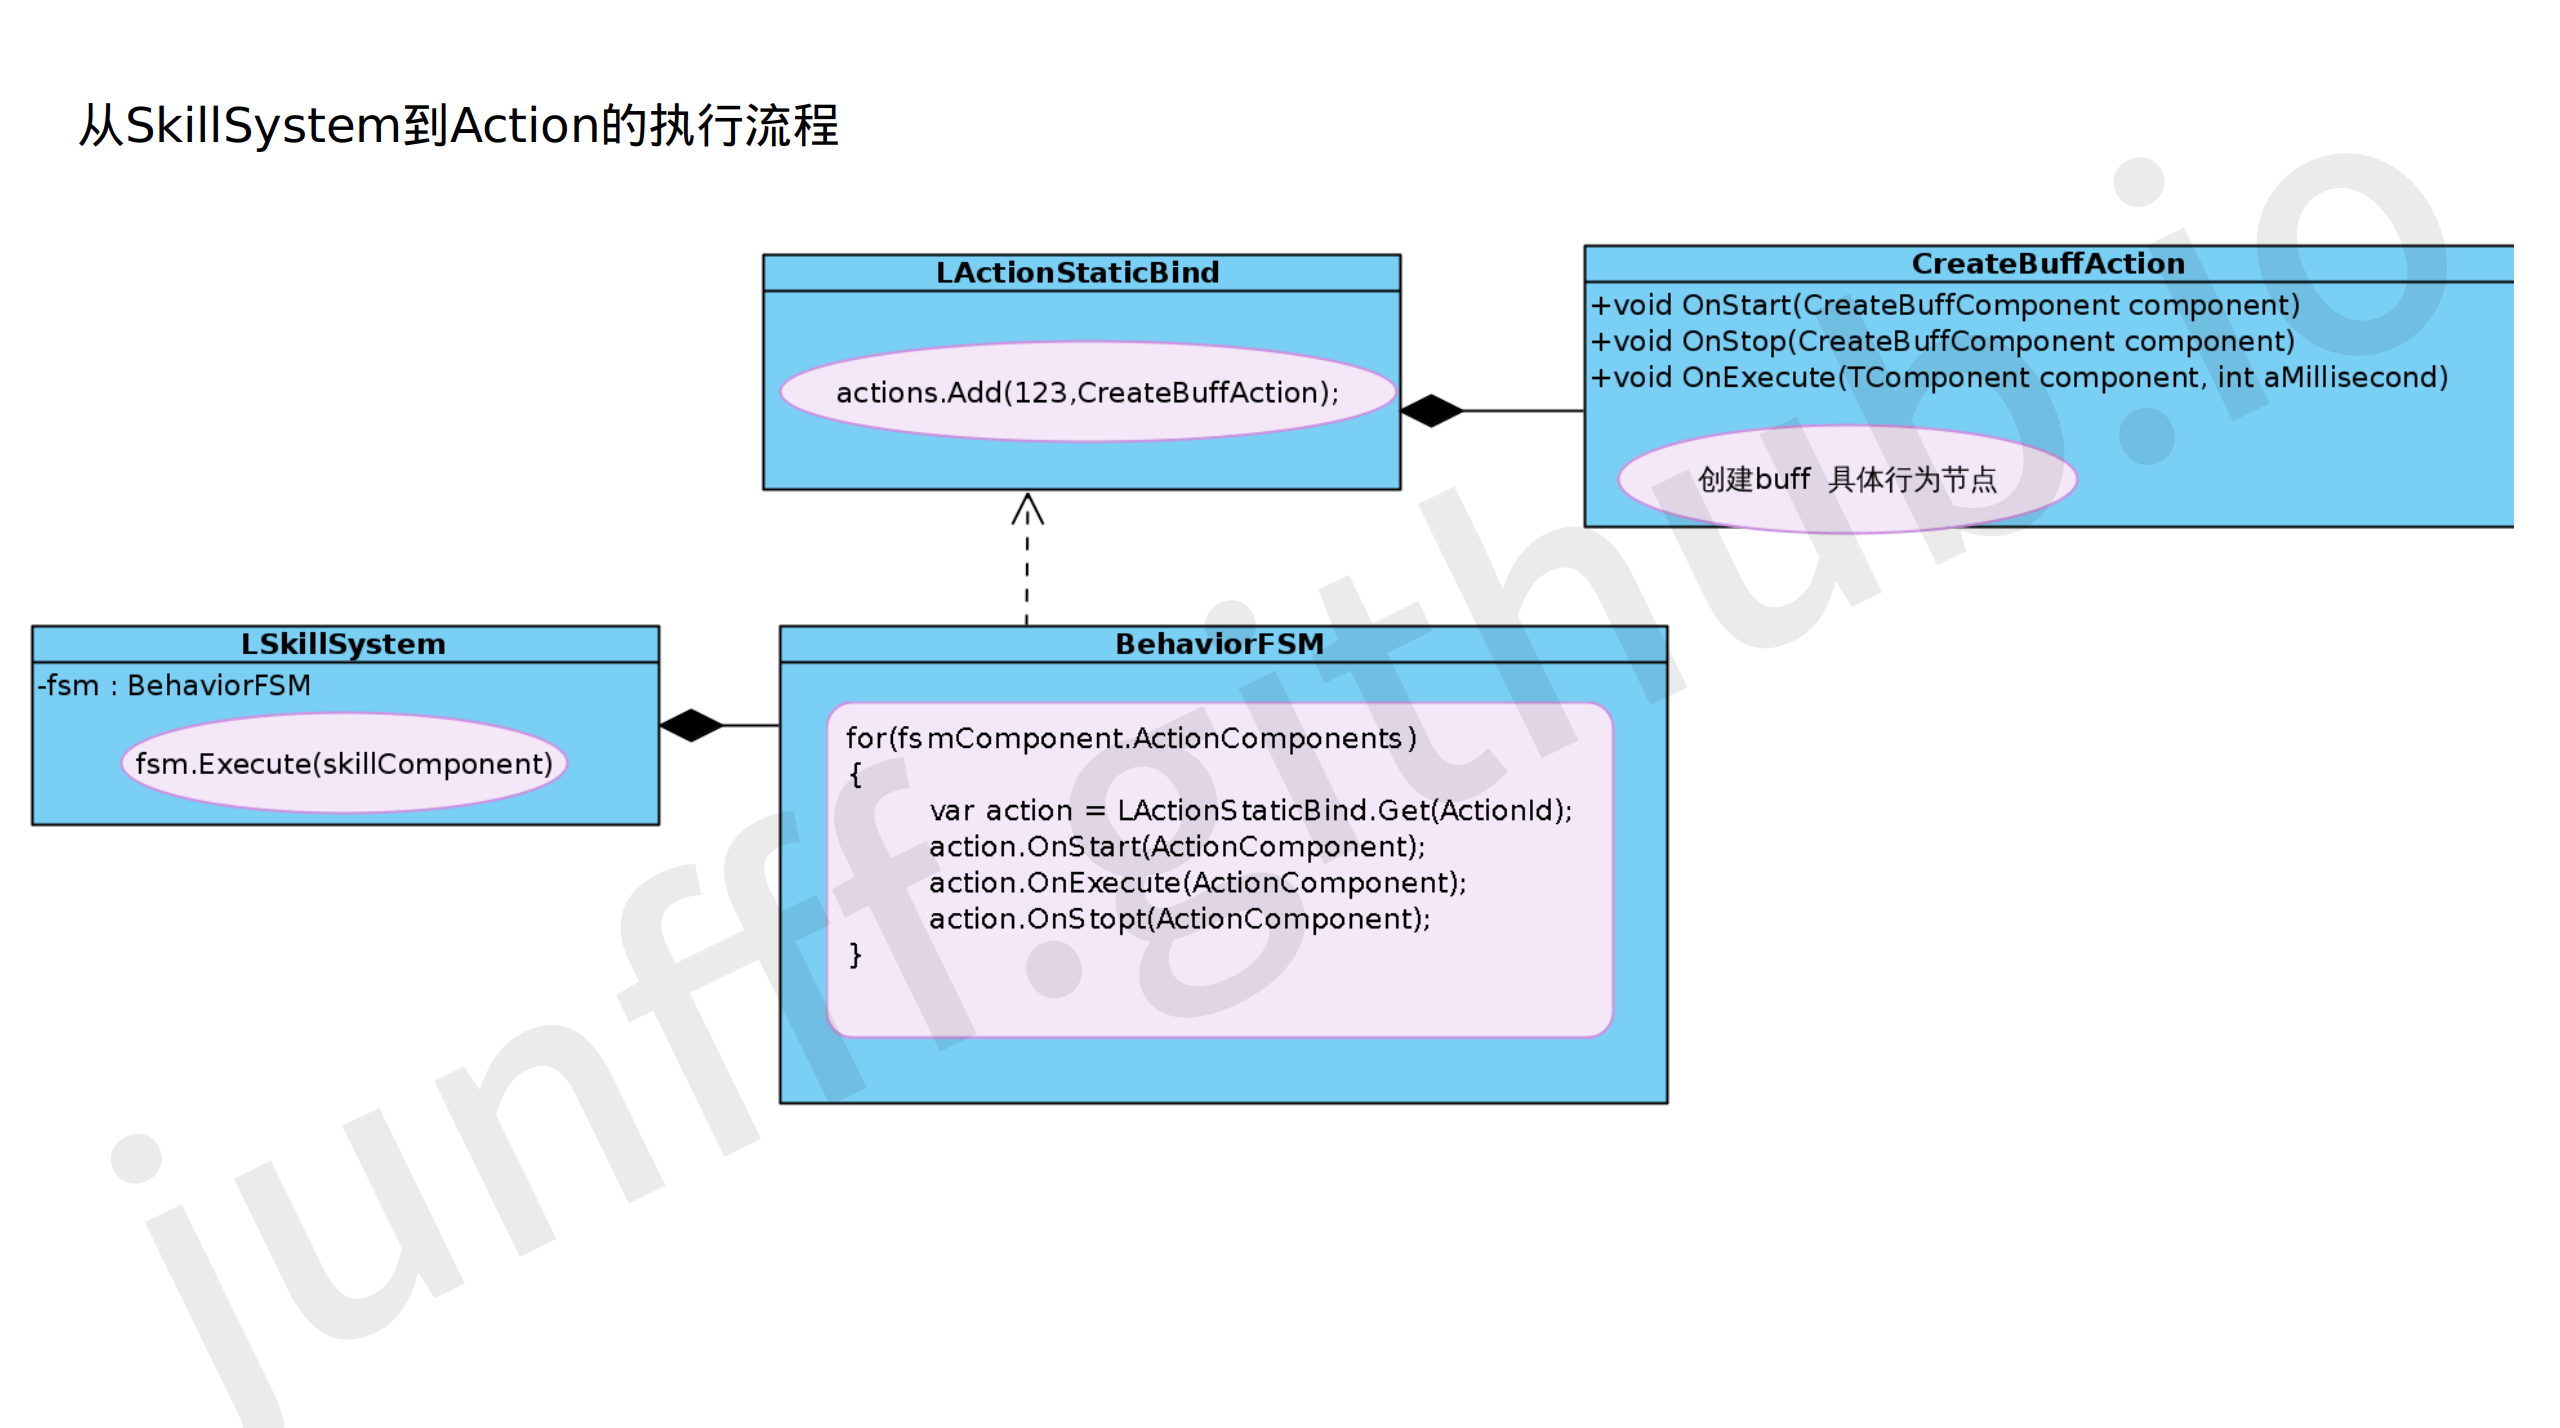 从SkillSystem到Action的执行流程
LActionStaticBind
actions.Add(123,CreateBuffAction);
CreateBuffAction
+void OnStart(CreateBuffComponent component)
+void OnStop(CreateBuffComponent component)
+void OnExecute(TComponent component, int aMillisecond)
创建buff 具体行为节点
LSkillSystem
-fsm : BehaviorFSM
fsm.Execute(skillComponent)
BehaviorFSM
for(fsmComponent.ActionComponents)
{
var action = LActionStaticBind.Get(ActionId);
action.OnStart(ActionComponent);
action.OnExecute(ActionComponent);
action.OnStopt(ActionComponent);
}
junfff.github.io